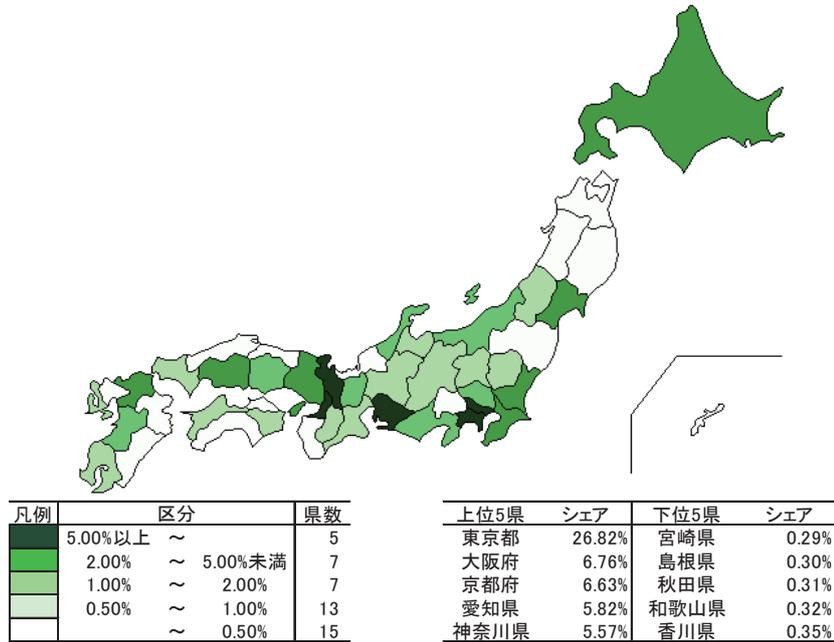 凡例 区分 県数
5.00%以上 ～ 5
2.00% ～ 5.00%未満 7
1.00% ～ 2.00% 7
0.50% ～ 1.00% 13
～ 0.50% 15
上位5県 シェア 下位5県 シェア
東京都 26.82% 宮崎県 0.29%
大阪府 6.76% 島根県 0.30%
京都府 6.63% 秋田県 0.31%
愛知県 5.82% 和歌山県 0.32%
神奈川県 5.57% 香川県 0.35%